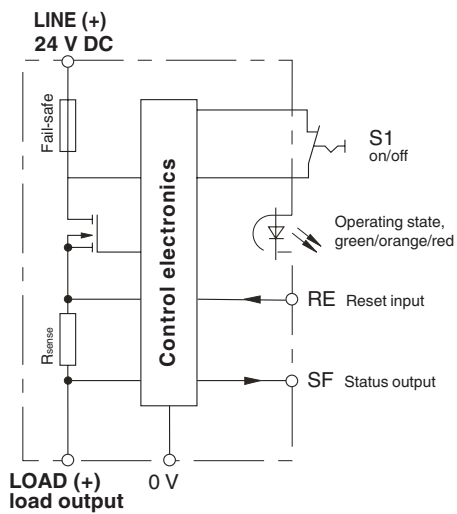 LINE (+)
24 V DC
Fail-safe
Control electronics
S1
on/off
Operating state,
green/orange/red
RE Reset input
Rsense
SF Status output
LOAD (+)
load output
0 V